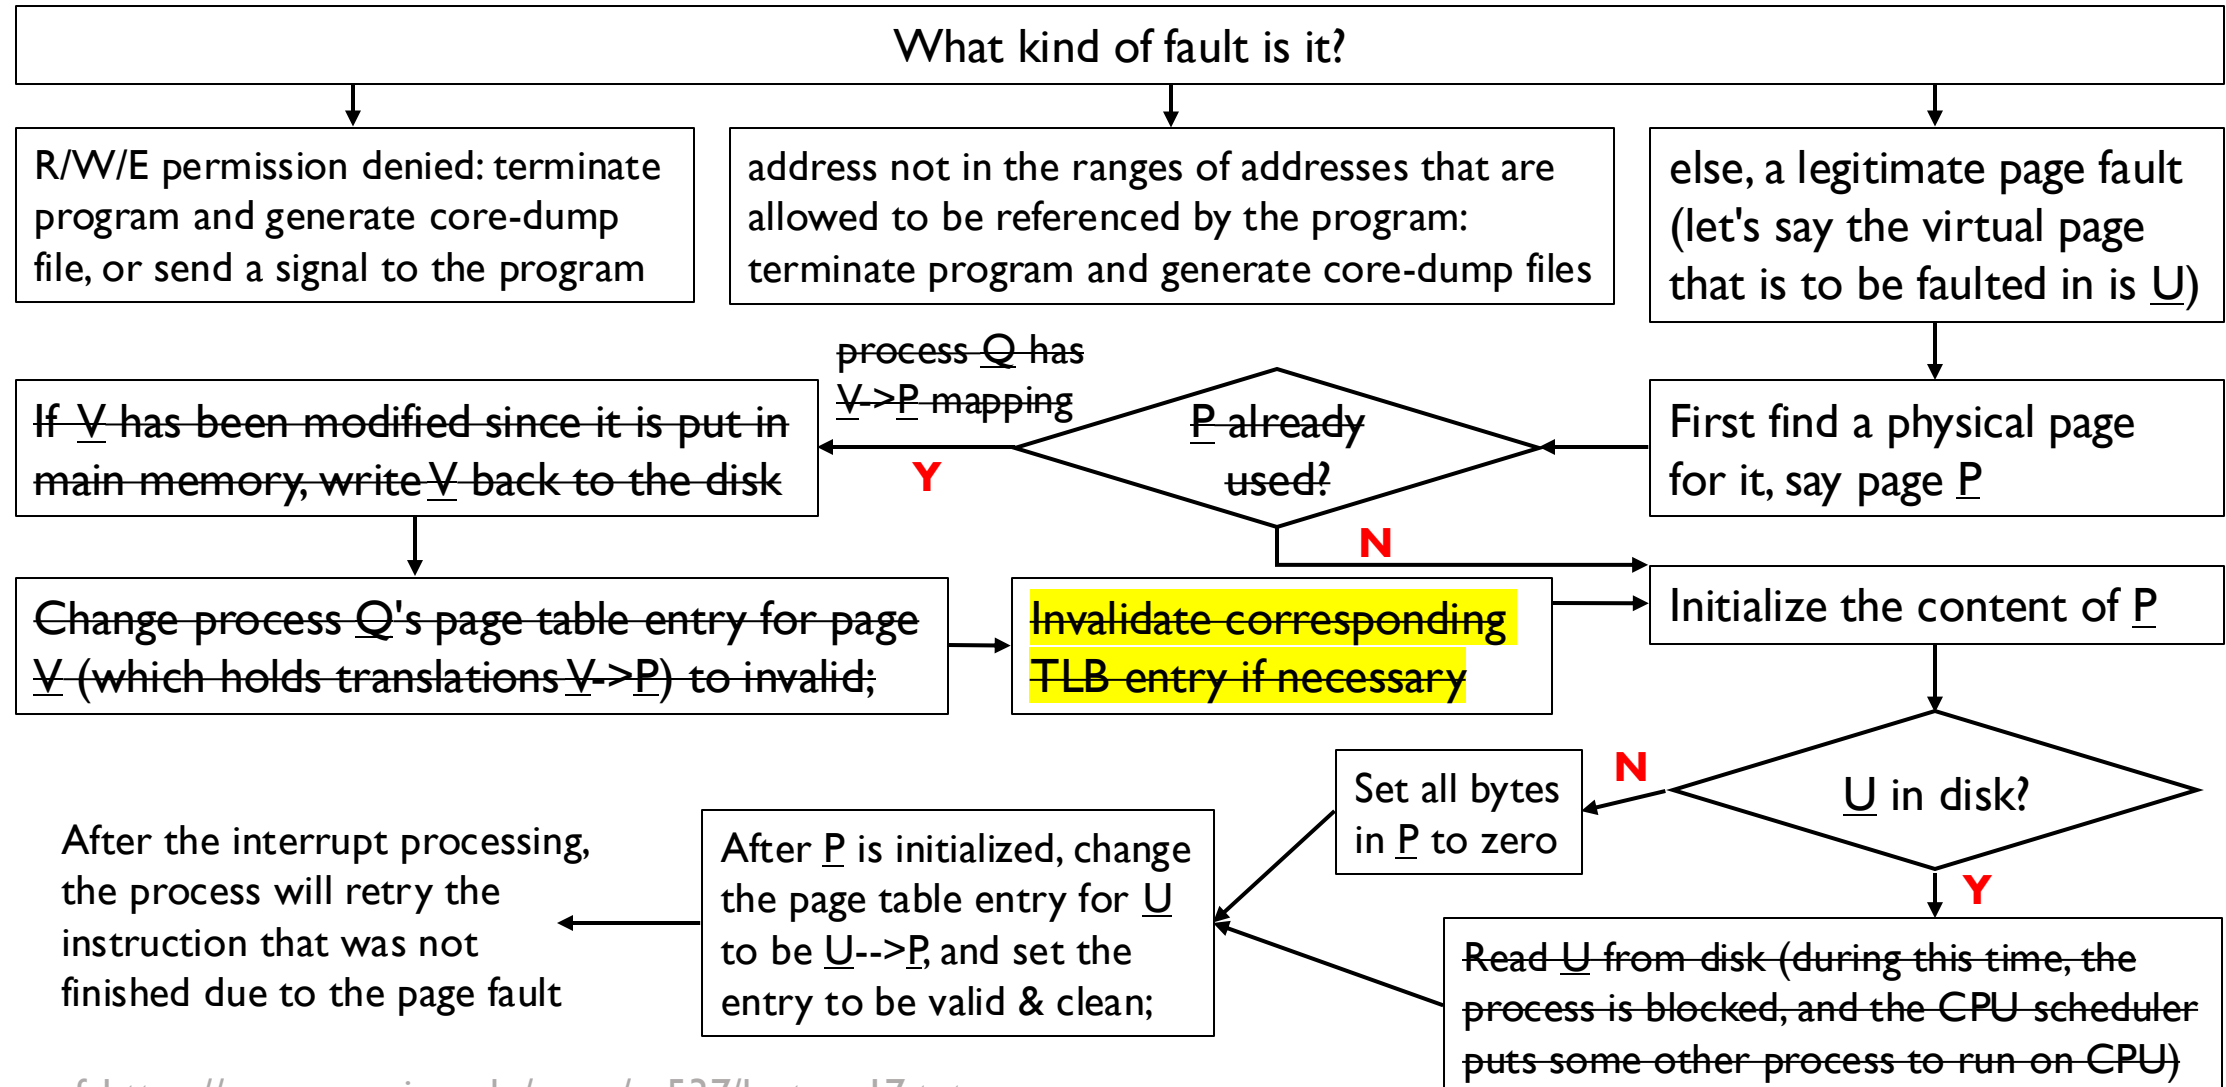 What kind of fault is it?
R/W/E permission denied: terminate
program and generate core-dump
file, or send a signal to the program
address not in the ranges of addresses that are
allowed to be referenced by the program:
terminate program and generate core-dump files
else, a legitimate page fault
(let's say the virtual page
that is to be faulted in is U)
process Q has
V->P mapping
If V has been modified since it is put in
main memory, write V back to the disk
Y
P already
used?
First find a physical page
for it, say page P
N
Change process Q's page table entry for page
V (which holds translations V->P) to invalid;
Invalidate corresponding
TLB entry if necessary
Initialize the content of P
N
U in disk?
Set all bytes
in P to zero
Y
After the interrupt processing,
the process will retry the
instruction that was not
finished due to the page fault
After P is initialized, change
the page table entry for U
to be U-->P, and set the
entry to be valid & clean;
Read U from disk (during this time, the
process is blocked, and the CPU scheduler
puts some other process to run on CPU)